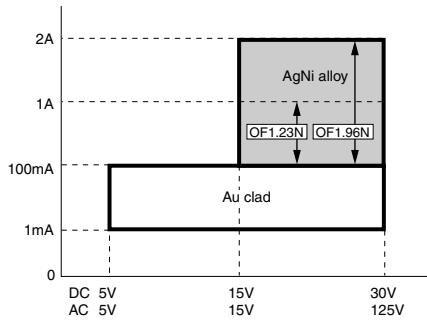 2A
AgNi alloy
1A
OF1.23N OF1.96N
100mA
Au clad
1mA
0
DC 5V 15V 30V
AC 5V 15V 125V